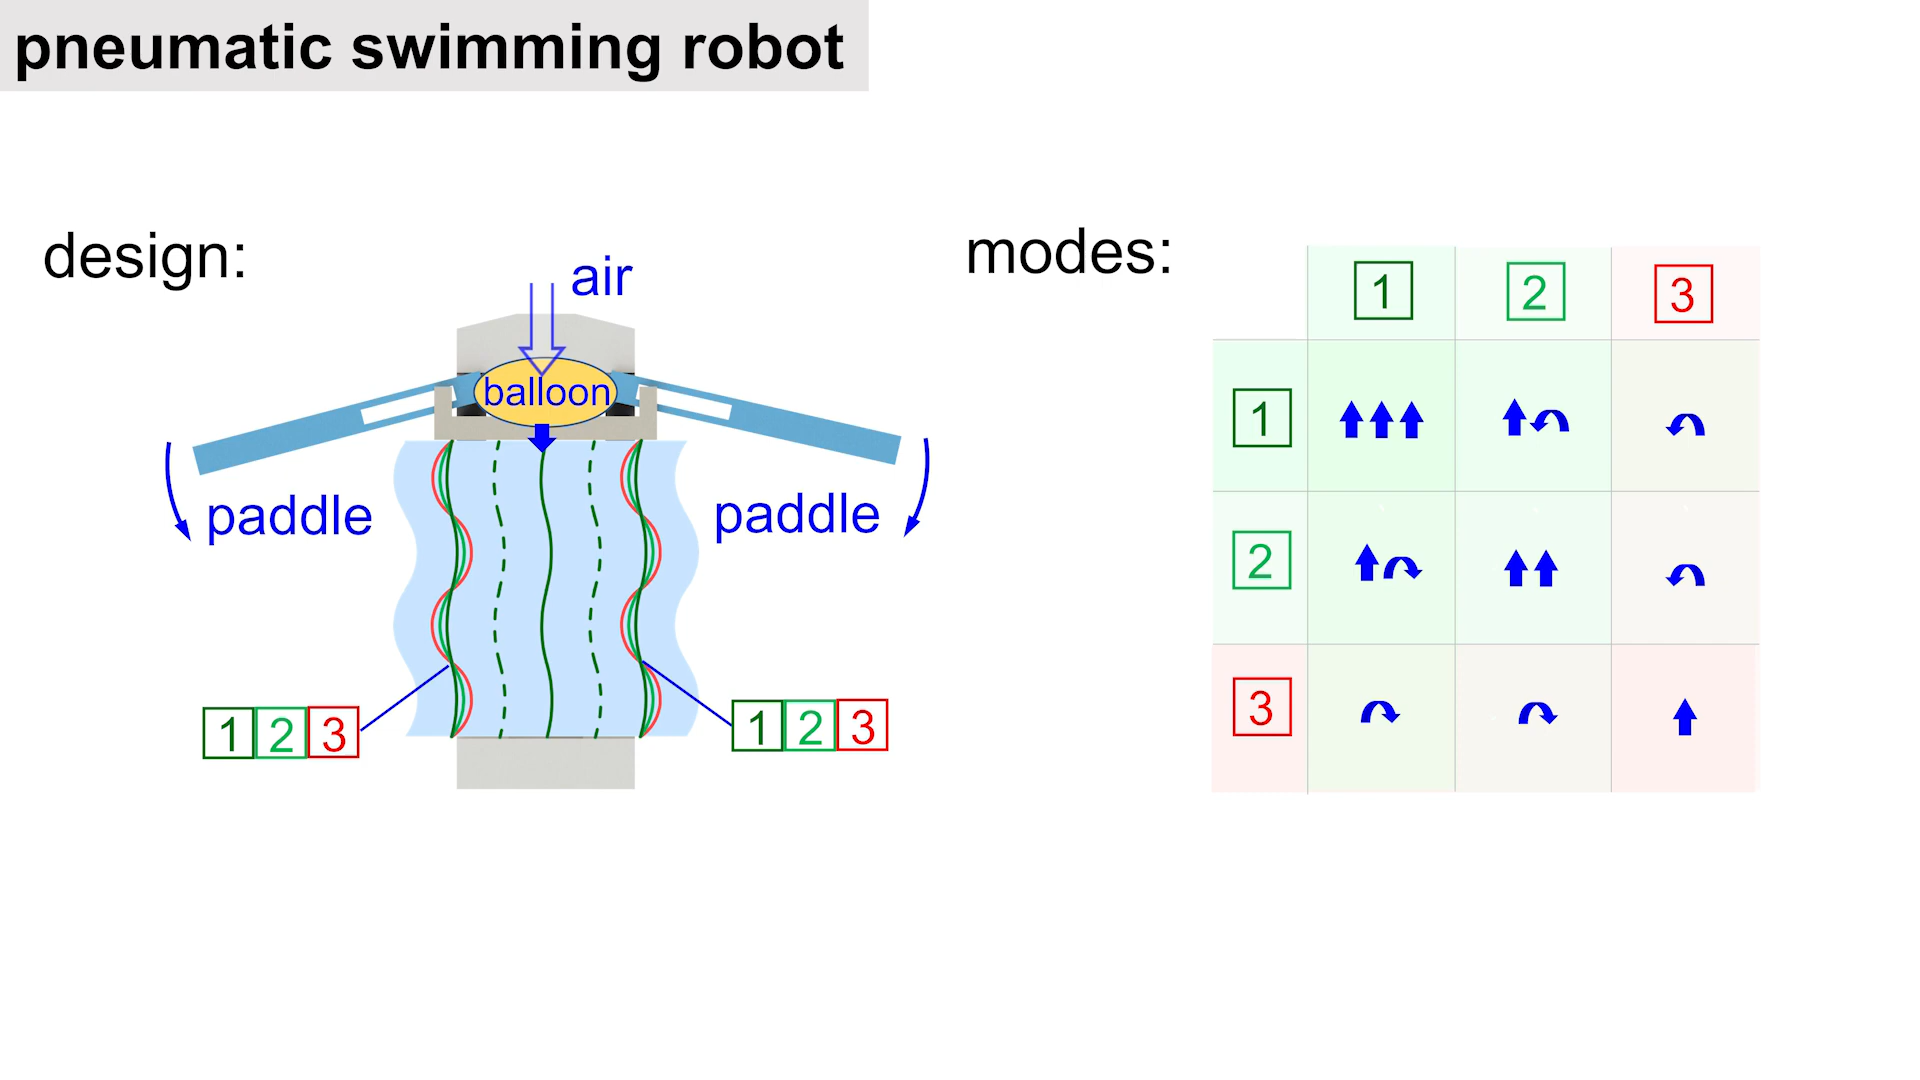 pneumatic swimming robot
design:
air
balloon
paddle
paddle
1 2 3
1 2 3
modes:
1 2 3
1
2
3